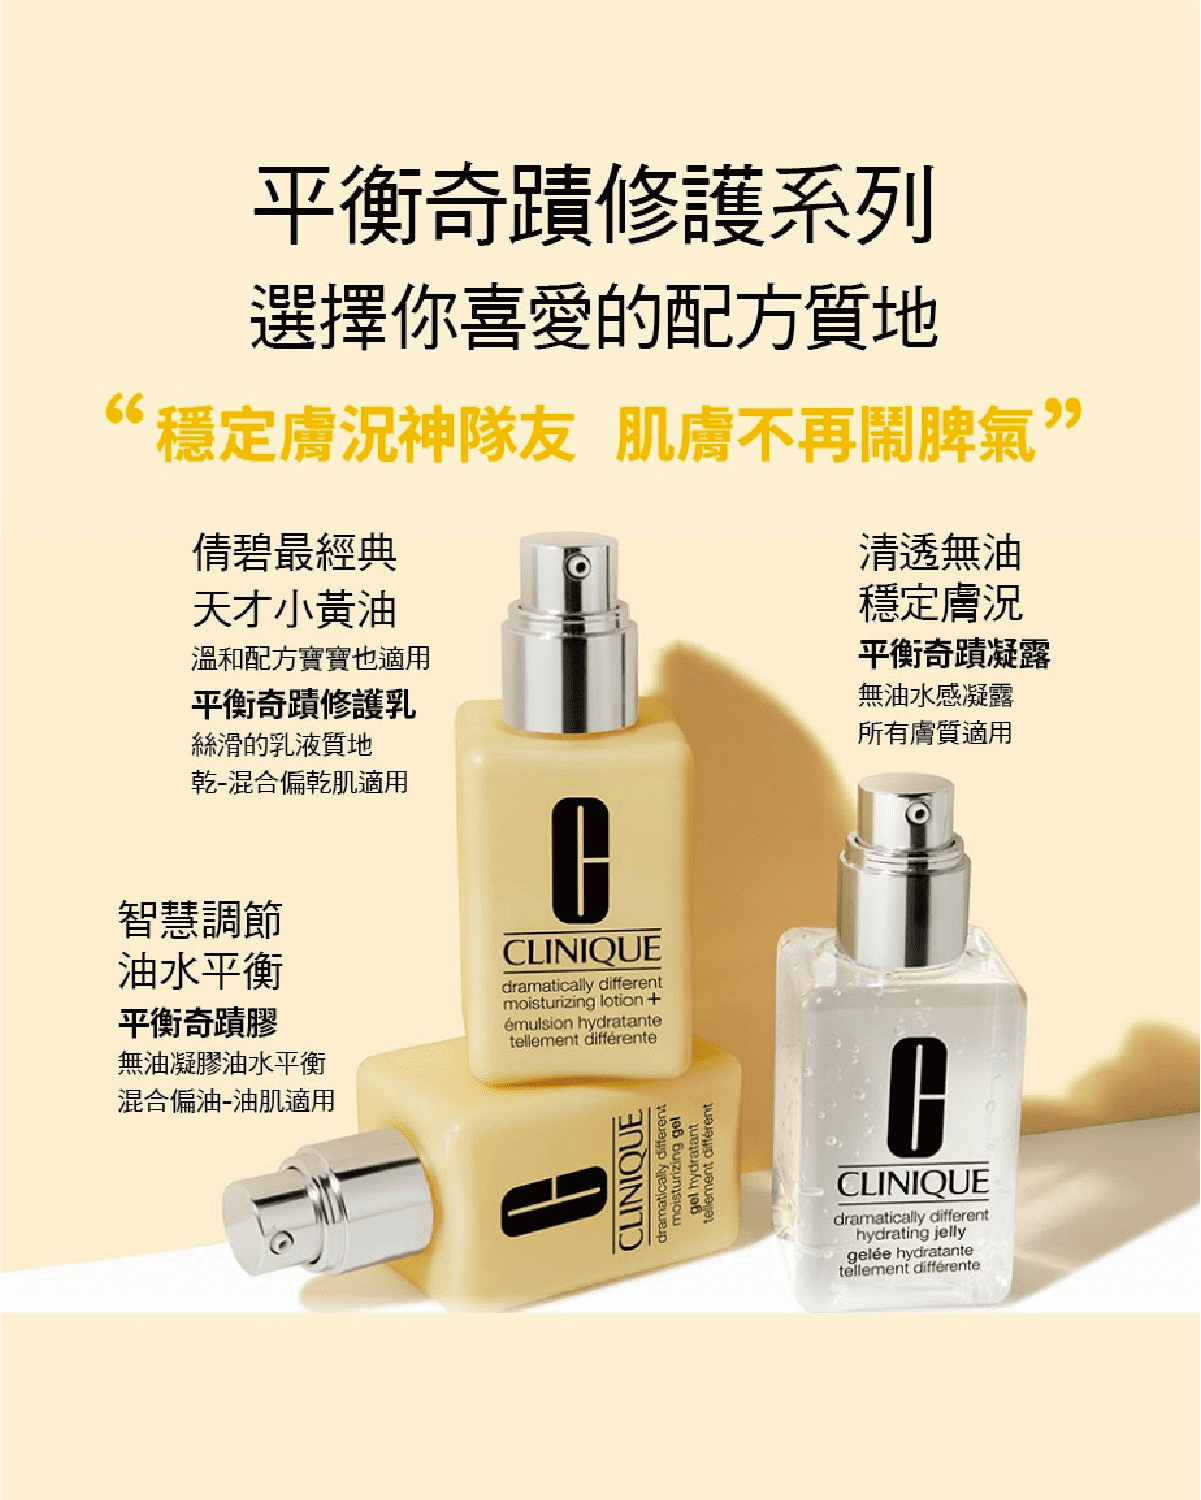 平衡奇蹟修護系列
選擇你喜愛的配方質地
“穩定膚況神隊友 肌膚不再鬧脾氣”
倩碧最經典
天才小黃油
溫和配方寶寶也適用
平衡奇蹟修護乳
絲滑的乳液質地
乾-混合偏乾肌適用
清透無油
穩定膚況
平衡奇蹟凝露
無油水感凝露
所有膚質適用
智慧調節
油水平衡
平衡奇蹟膠
無油凝膠油水平衡
混合偏油-油肌適用
CLINIQUE
dramatically different
moisturizing lotion +
émulsion hydratante
tellement différente
CLINIQUE
dramatically different
moisturizing gel
gel hydratant
tellement différent
CLINIQUE
dramatically different
hydrating jelly
gelée hydratante
tellement différente